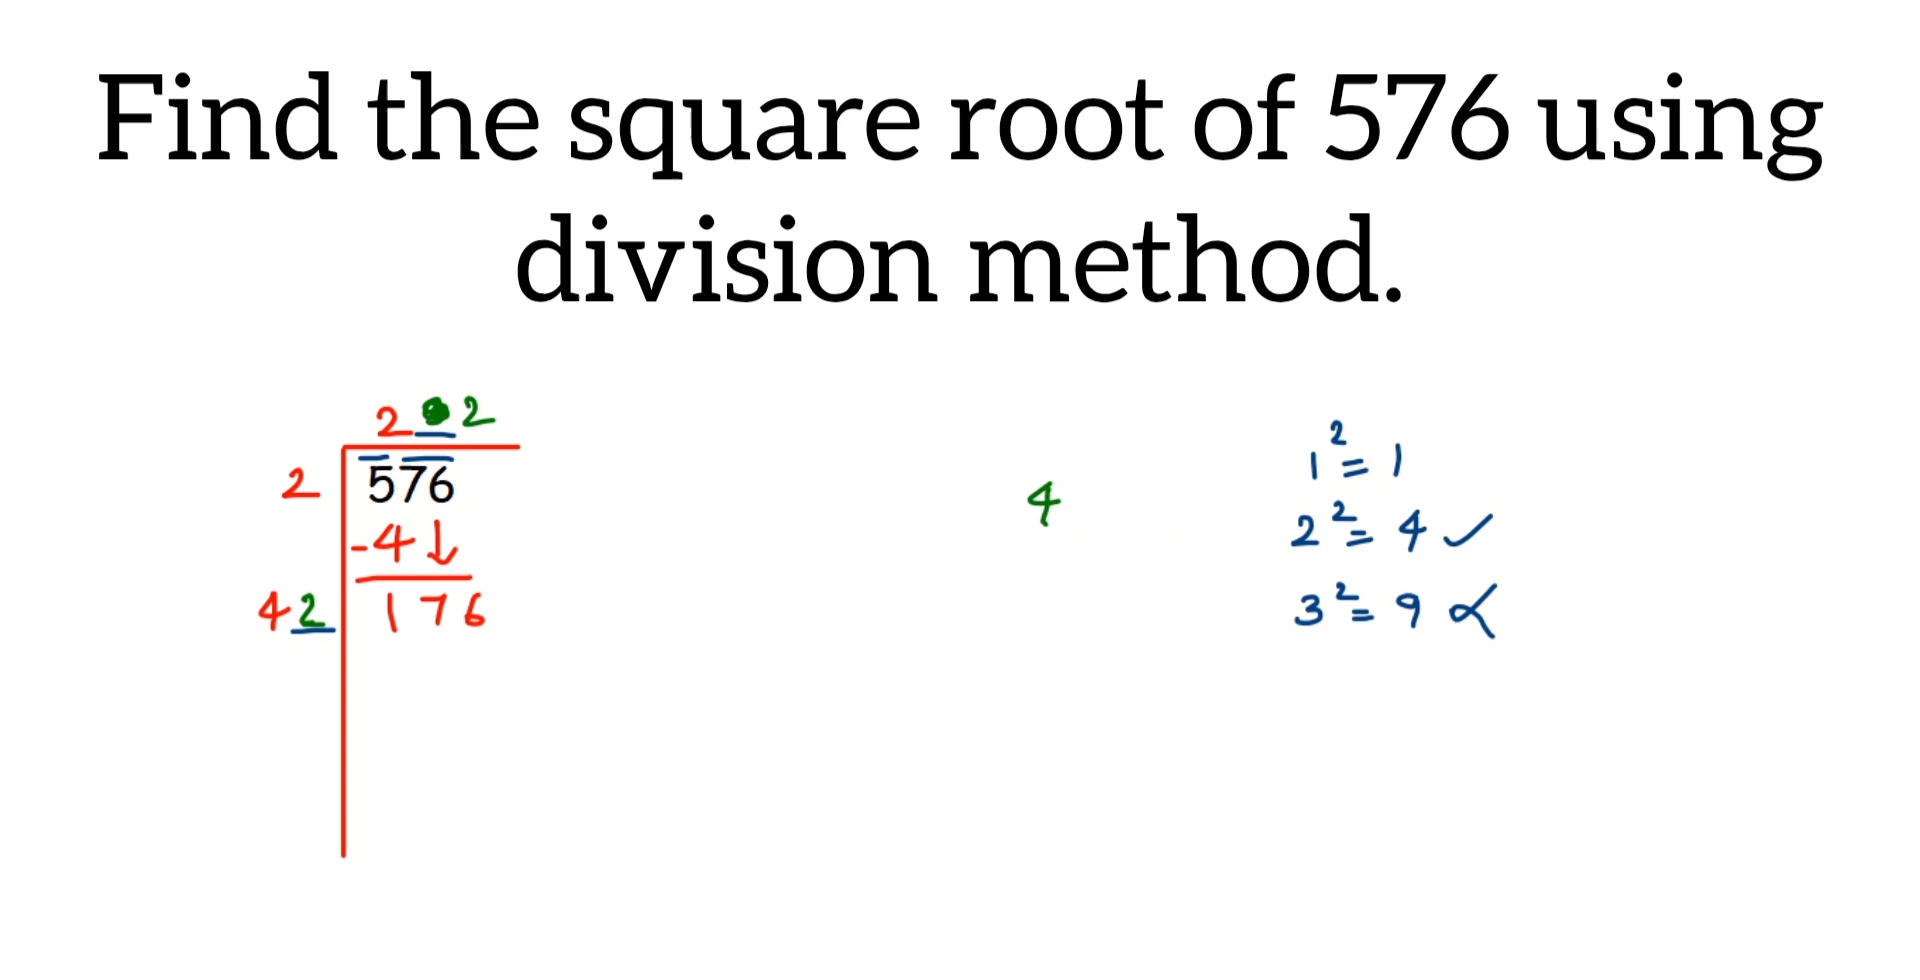 Find the square root of 576 using
division method.
2 2
2 576
-4↓
42 176
4
1² = 1
2² = 4 ✓
3² = 9